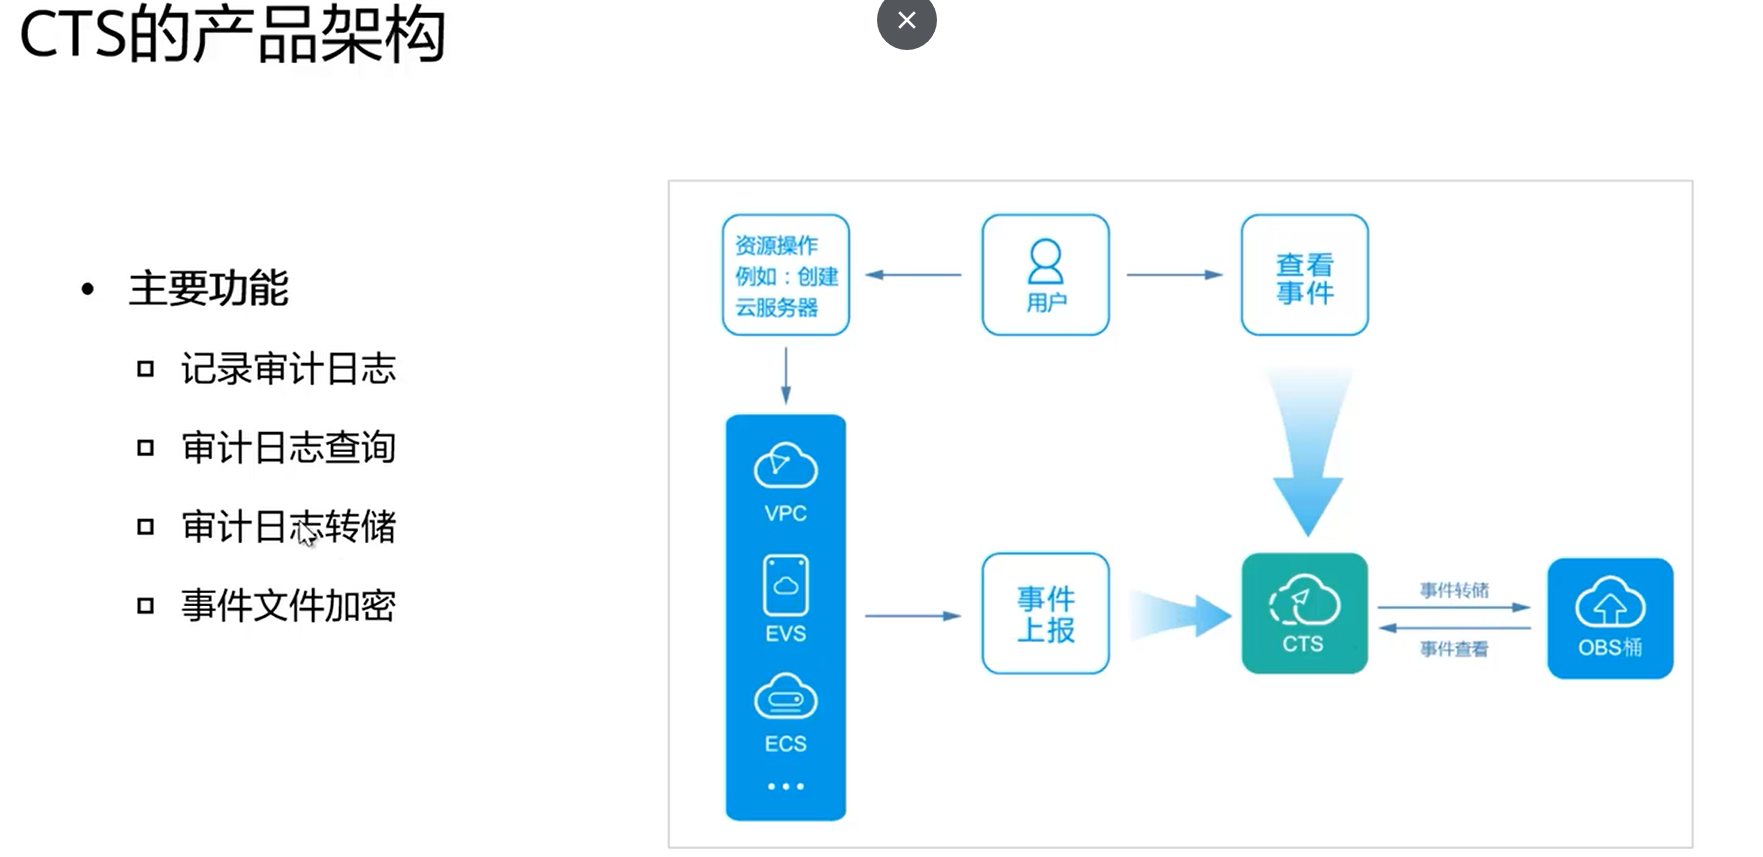 CTS的产品架构
主要功能
记录审计日志
审计日志查询
审计日志转储
事件文件加密
资源操作
例如：创建
云服务器
用户
查看
事件
VPC
EVS
ECS
事件
上报
CTS
事件转储
事件查看
OBS桶